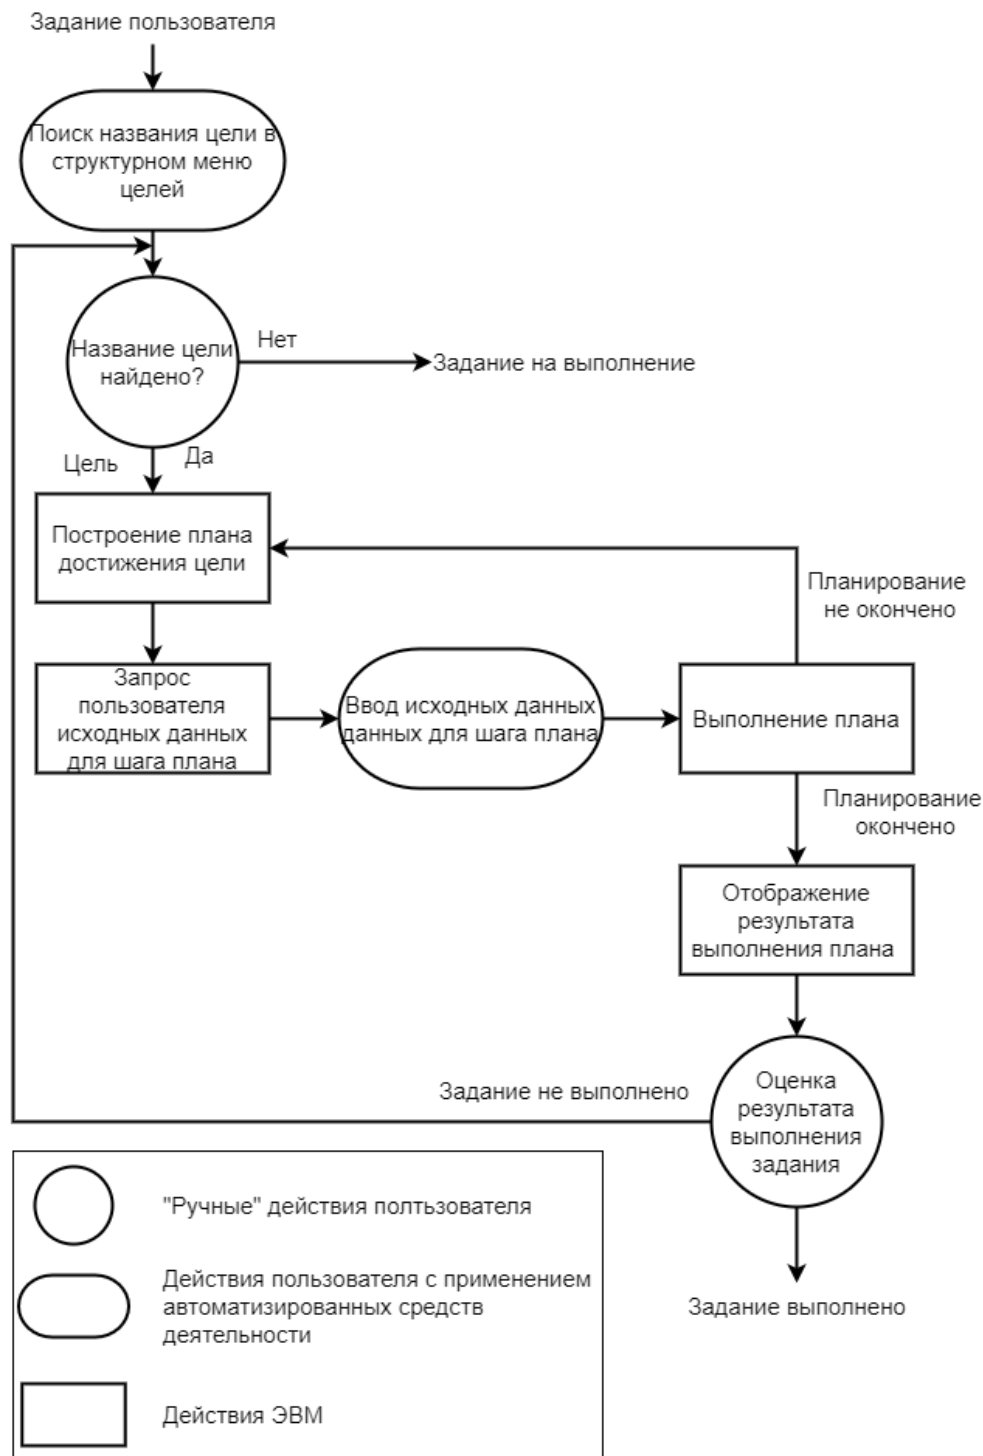 Задание пользователя
Поиск названия цели в
структурном меню
целей
Название цели
найдено?
Нет
Задание на выполнение
Цель
Да
Построение плана
достижения цели
Планирование
не окончено
Запрос
пользователя
исходных данных
для шага плана
Ввод исходных данных
данных для шага плана
Выполнение плана
Планирование
окончено
Отображение
результата
выполнения плана
Задание не выполнено
Оценка
результата
выполнения
задания
Задание выполнено
"Ручные" действия полтьзователя
Действия пользователя с применением
автоматизированных средств
деятельности
Действия ЭВМ